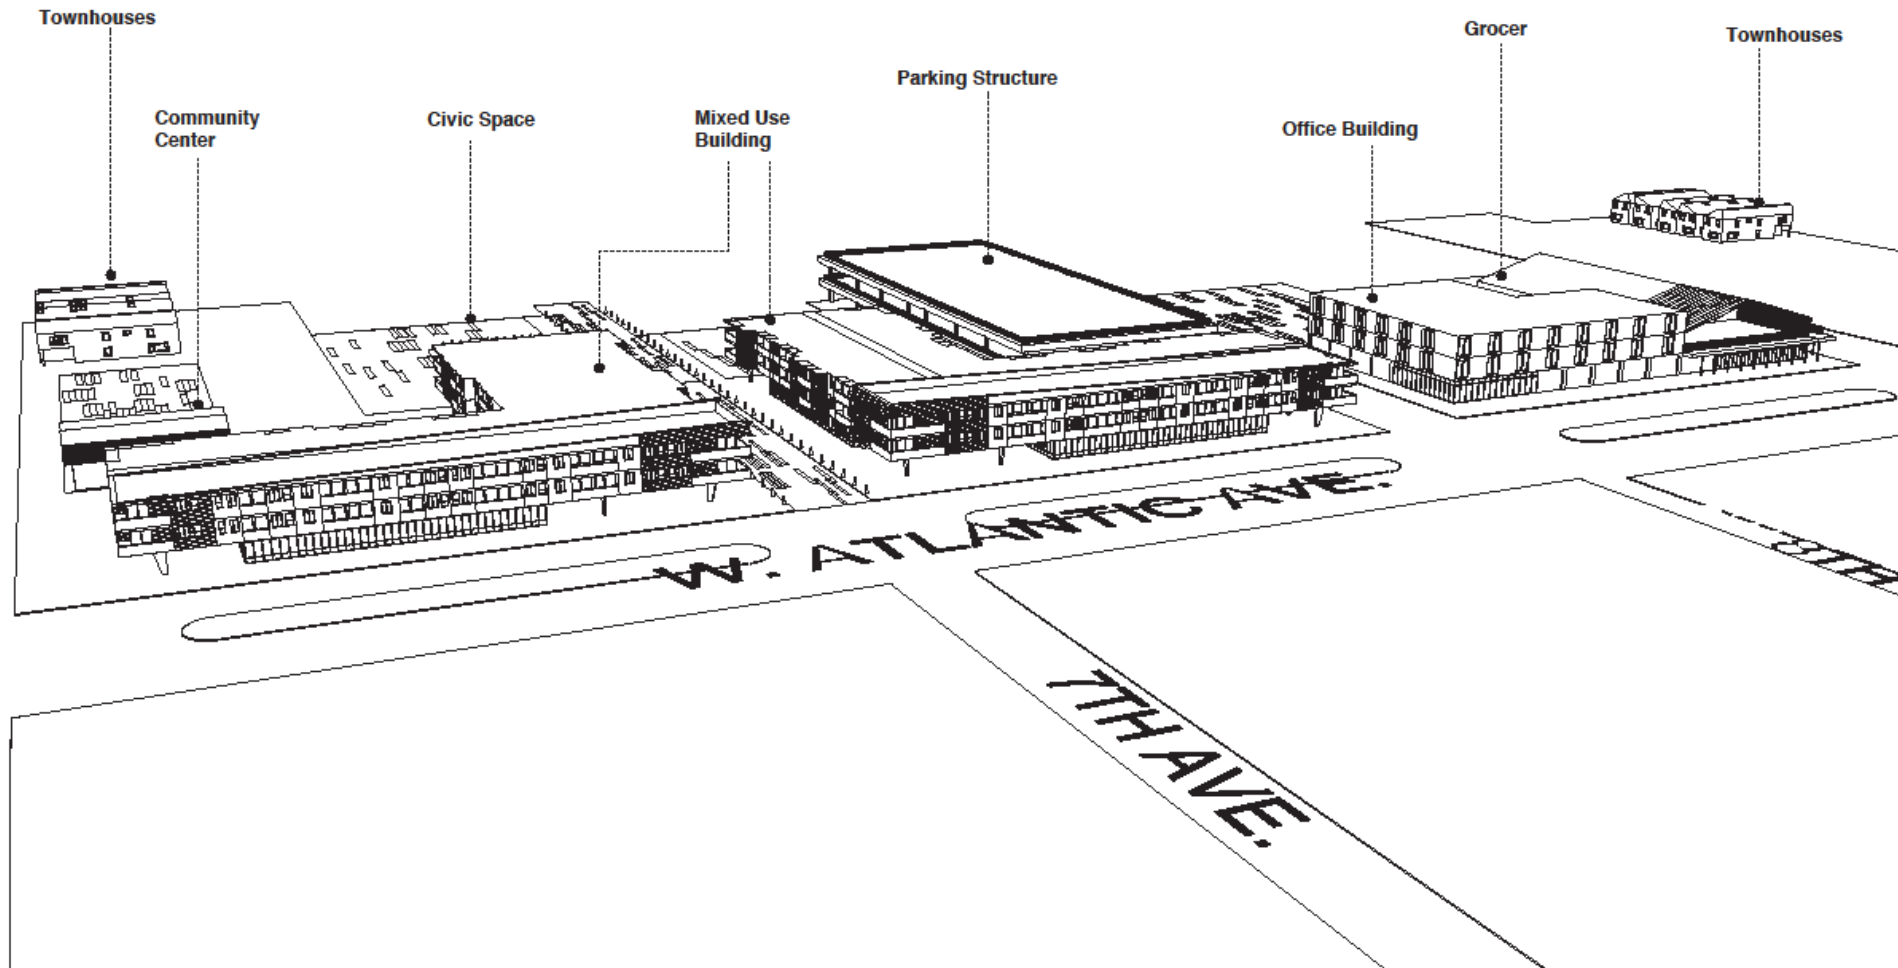 Townhouses
Grocer
Townhouses
Parking Structure
Community
Center
Civic Space
Mixed Use
Building
Office Building
W. ATLANTIC AVE.
7TH AVE.